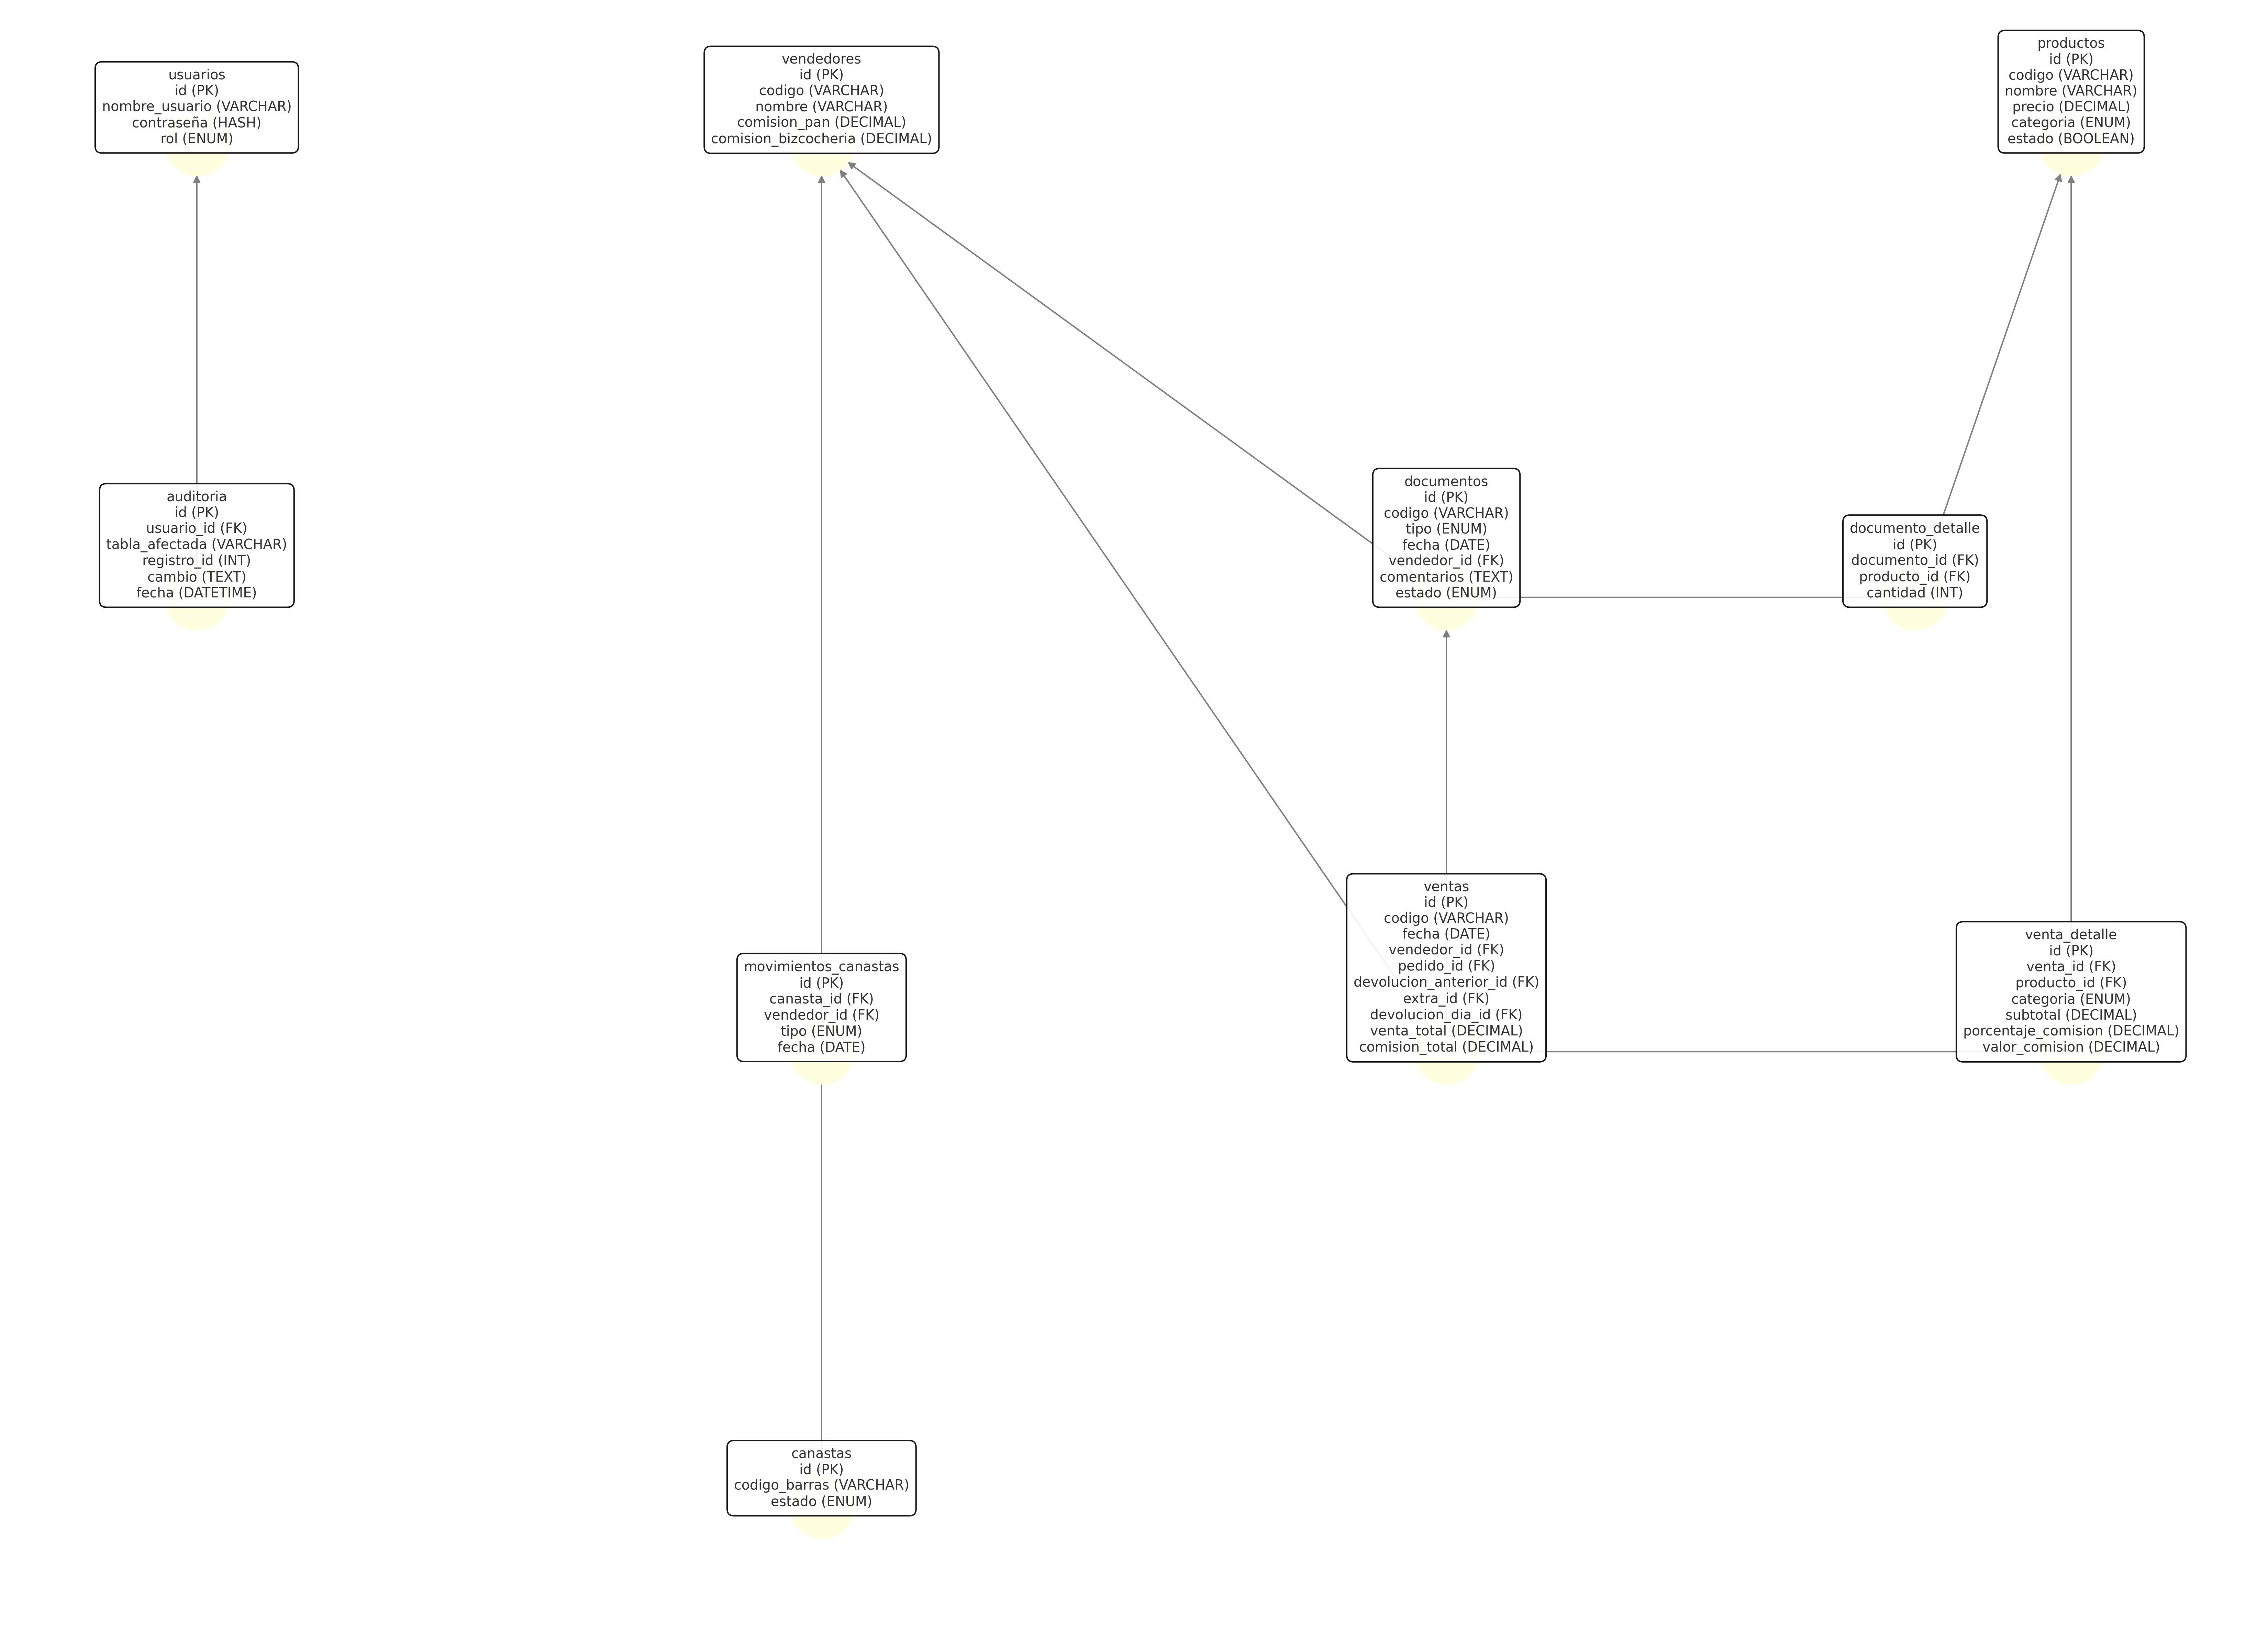 usuarios
id (PK)
nombre_usuario (VARCHAR)
contraseña (HASH)
rol (ENUM)
vendedores
id (PK)
codigo (VARCHAR)
nombre (VARCHAR)
comision_pan (DECIMAL)
comision_bizcocheria (DECIMAL)
productos
id (PK)
codigo (VARCHAR)
nombre (VARCHAR)
precio (DECIMAL)
categoria (ENUM)
estado (BOOLEAN)
auditoria
id (PK)
usuario_id (FK)
tabla_afectada (VARCHAR)
registro_id (INT)
cambio (TEXT)
fecha (DATETIME)
documentos
id (PK)
codigo (VARCHAR)
tipo (ENUM)
fecha (DATE)
vendedor_id (FK)
comentarios (TEXT)
estado (ENUM)
documento_detalle
id (PK)
documento_id (FK)
producto_id (FK)
cantidad (INT)
movimientos_canastas
id (PK)
canasta_id (FK)
vendedor_id (FK)
tipo (ENUM)
fecha (DATE)
ventas
id (PK)
codigo (VARCHAR)
fecha (DATE)
vendedor_id (FK)
pedido_id (FK)
devolucion_anterior_id (FK)
extra_id (FK)
devolucion_dia_id (FK)
venta_total (DECIMAL)
comision_total (DECIMAL)
venta_detalle
id (PK)
venta_id (FK)
producto_id (FK)
categoria (ENUM)
subtotal (DECIMAL)
porcentaje_comision (DECIMAL)
valor_comision (DECIMAL)
canastas
id (PK)
codigo_barras (VARCHAR)
estado (ENUM)